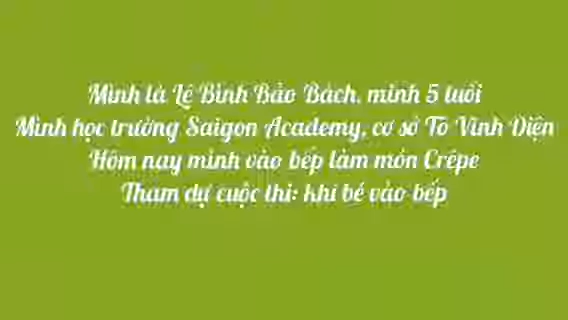 Mình là Lê Bình Bảo Bách, mình 5 tuổi
Mình học trường Saigon Academy, cơ sở Tô Vĩnh Diện
Hôm nay mình vào bếp làm món Crêpe
Tham dự cuộc thi: khi bé vào bếp